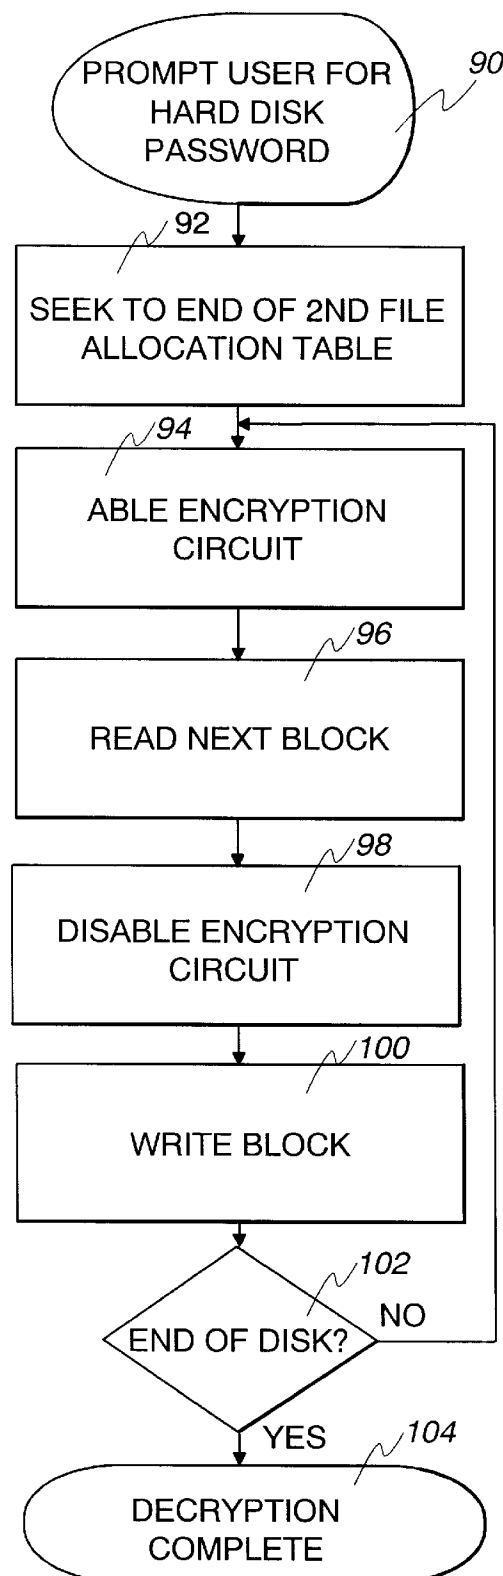 PROMPT USER FOR
HARD DISK
PASSWORD
90
92
SEEK TO END OF 2ND FILE
ALLOCATION TABLE
94
ABLE ENCRYPTION
CIRCUIT
96
READ NEXT BLOCK
98
DISABLE ENCRYPTION
CIRCUIT
100
WRITE BLOCK
102
END OF DISK?
NO
YES
104
DECRYPTION
COMPLETE